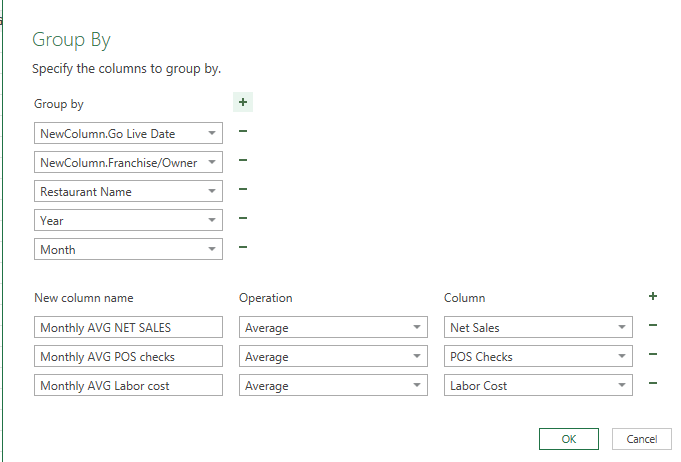 Group By
Specify the columns to group by.
Group by
NewColumn.Go Live Date
NewColumn.Franchise/Owner
Restaurant Name
Year
Month
New column name Operation Column
Monthly AVG NET SALES Average Net Sales
Monthly AVG POS checks Average POS Checks
Monthly AVG Labor cost Average Labor Cost
OK Cancel